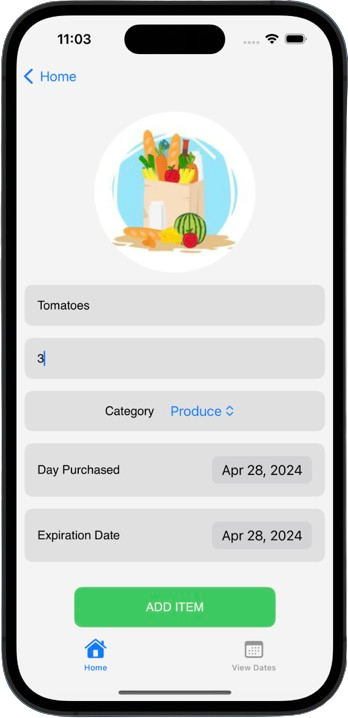 11:03
Home
Tomatoes
3
Category Produce
Day Purchased Apr 28, 2024
Expiration Date Apr 28, 2024
ADD ITEM
Home View Dates